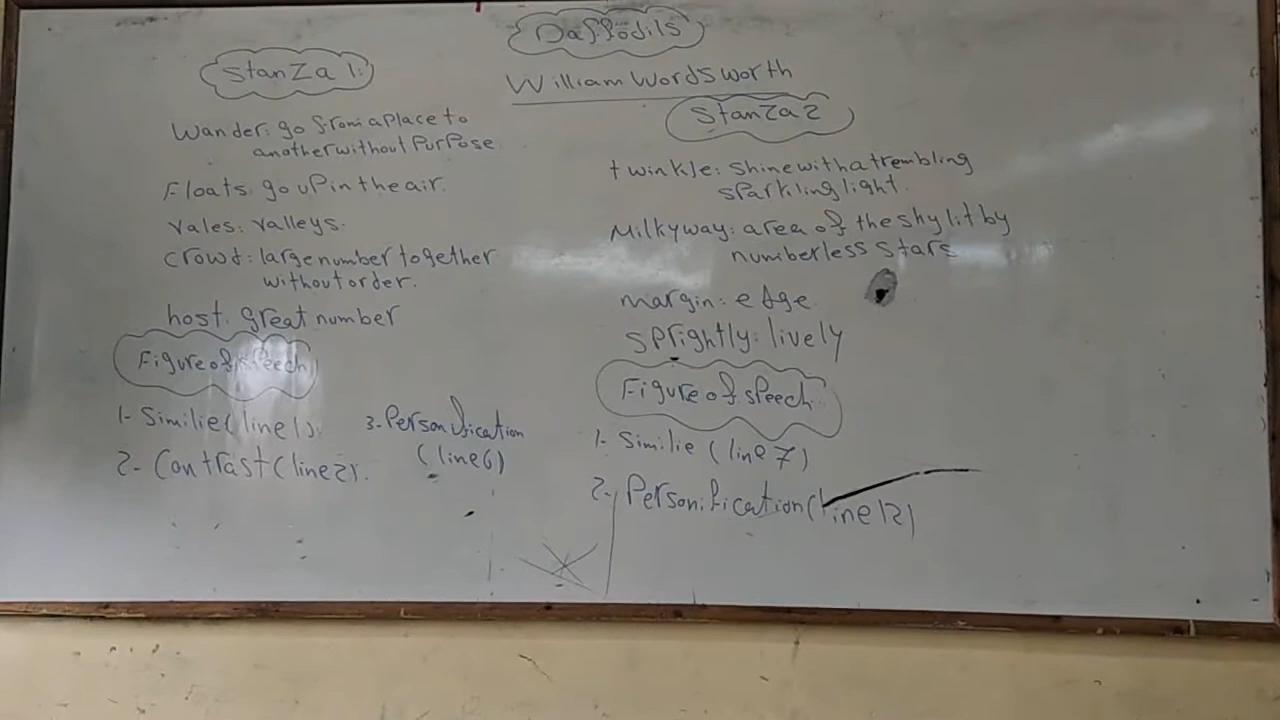 Daffodils
William Wordsworth
StanZa 1:
Wander: go from a place to
another without Purpose
Floats: go uP in the air.
Vales: Valleys.
Crowd: large number together
without order.
host: great number
Figure of speech
1- Similie (line 1).
2- Contrast (line 2).
3- Personification
(line 6)
StanZa 2
twinkle: shine with a trembling
sparkling light.
Milky way: area of the shy lit by
numberless stars
margin: edge
sprightly: lively
Figure of speech
1- Similie (line 7)
2- Personification (line 12)